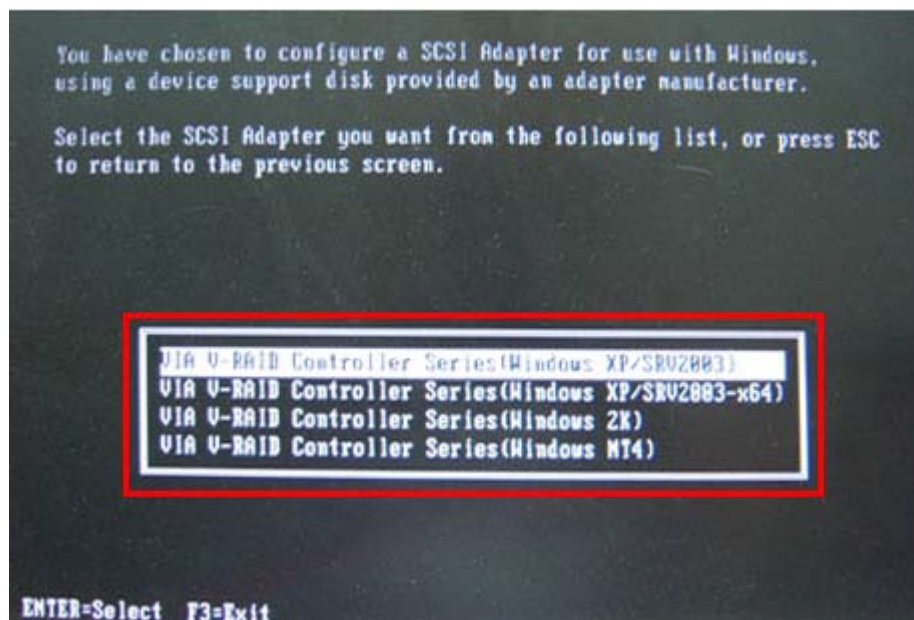 You have chosen to configure a SCSI Adapter for use with Windows,
using a device support disk provided by an adapter manufacturer.
Select the SCSI Adapter you want from the following list, or press ESC
to return to the previous screen.
VIA V-RAID Controller Series(Windows XP/SRV2003)
VIA V-RAID Controller Series(Windows XP/SRV2003-x64)
VIA V-RAID Controller Series(Windows 2K)
VIA V-RAID Controller Series(Windows NT4)
ENTER=Select F3=Exit